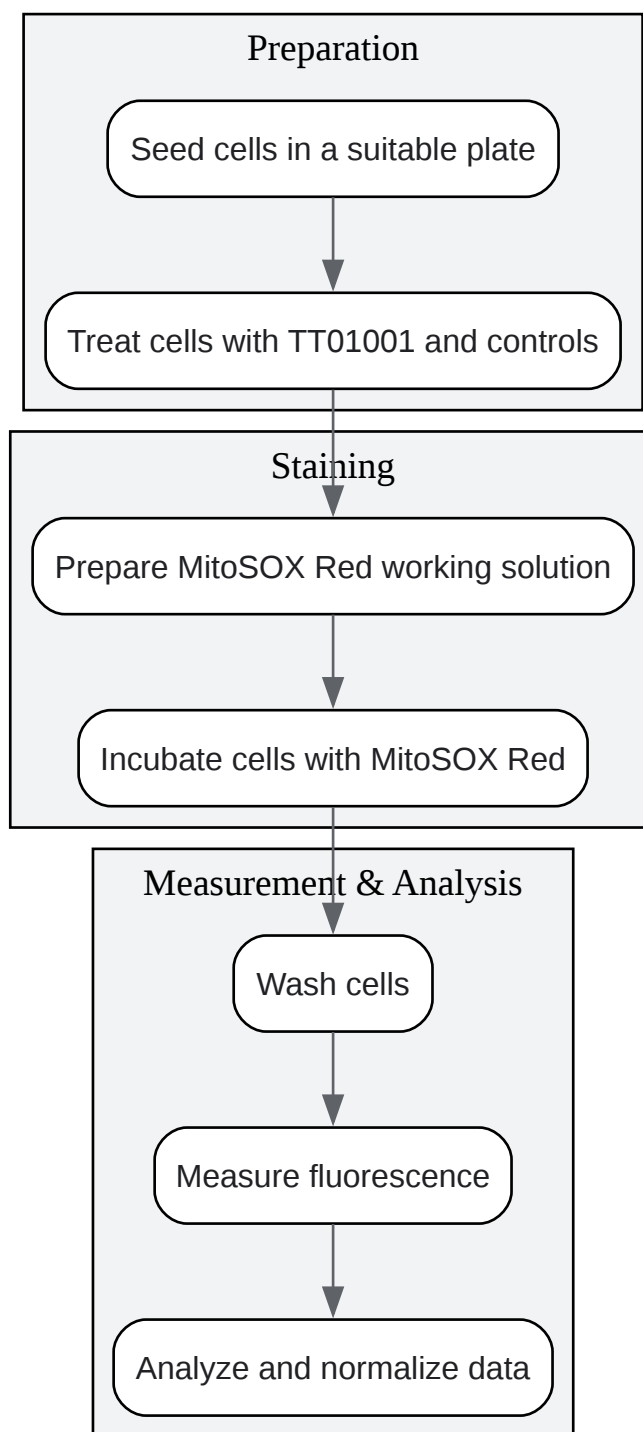 Preparation
Seed cells in a suitable plate
Treat cells with TT01001 and controls
Staining
Prepare MitoSOX Red working solution
Incubate cells with MitoSOX Red
Measurement & Analysis
Wash cells
Measure fluorescence
Analyze and normalize data